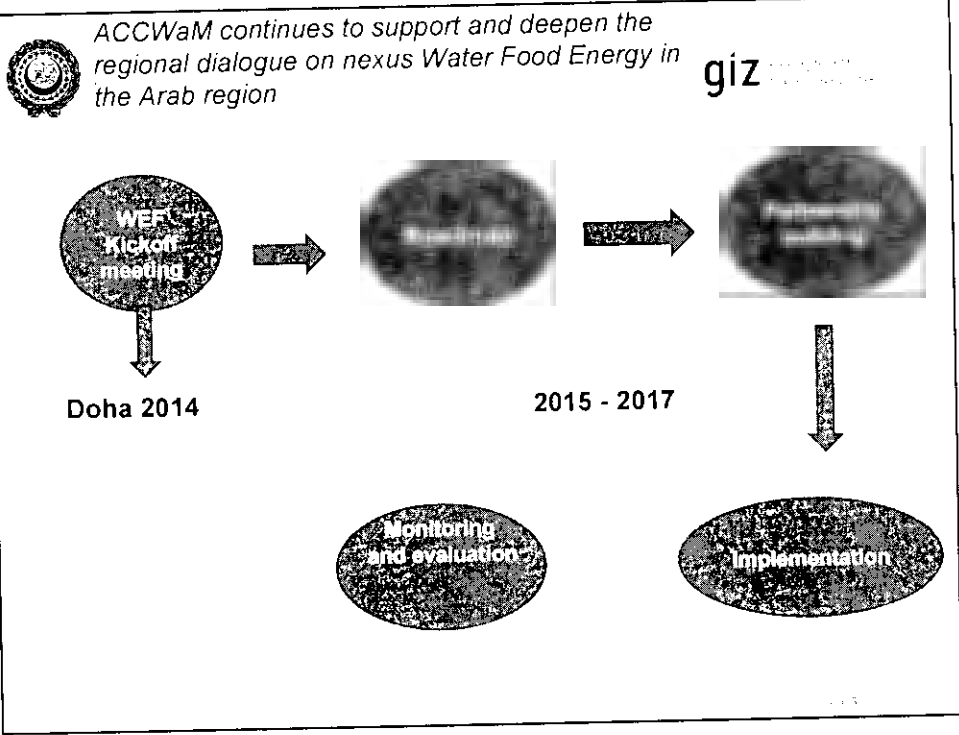 ACCWaM continues to support and deepen the
regional dialogue on nexus Water Food Energy in
the Arab region
giz
WEF
Kickoff
meeting
building
Doha 2014
2015 - 2017
Monitoring
and evaluation
Implementation